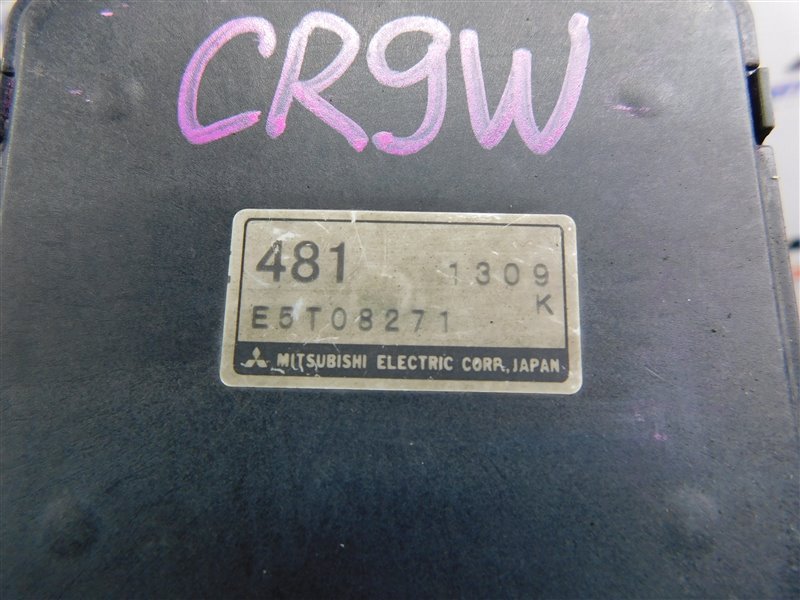 CR9W
481 1309
K
E5T08271
MITSUBISHI ELECTRIC CORP., JAPAN